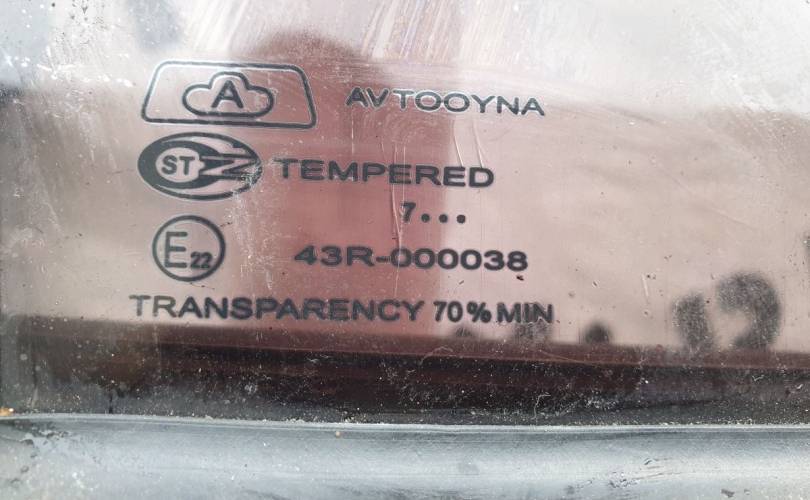 A AVTOOYNA
ST TEMPERED
7...
E22 43R-000038
TRANSPARENCY 70% MIN